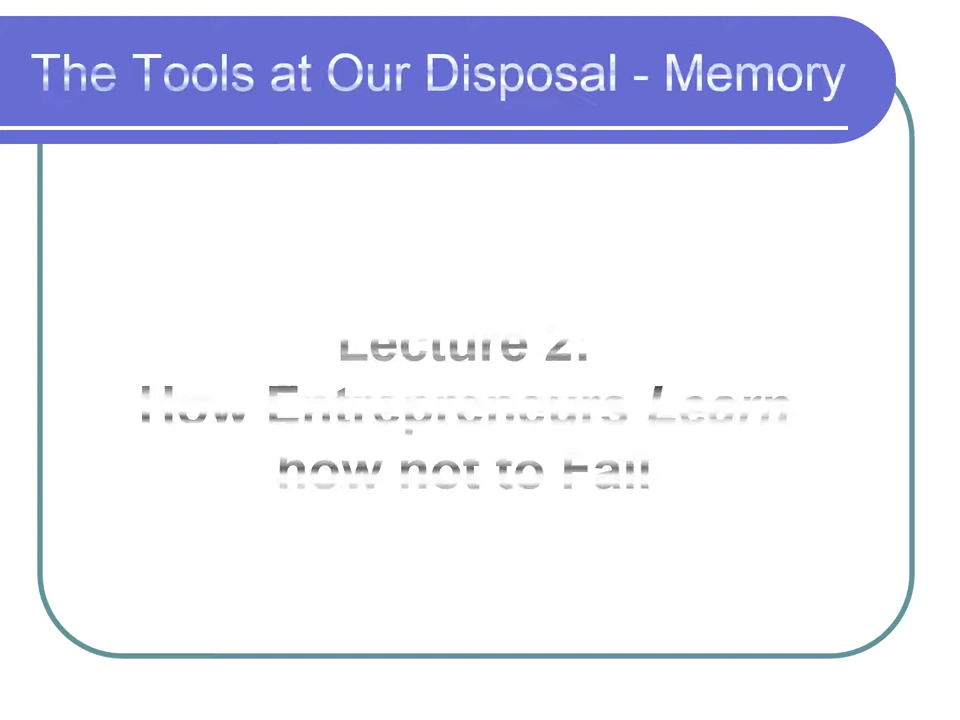 The Tools at Our Disposal - Memory
Lecture 2:
How Entrepreneurs Learn
how not to Fail